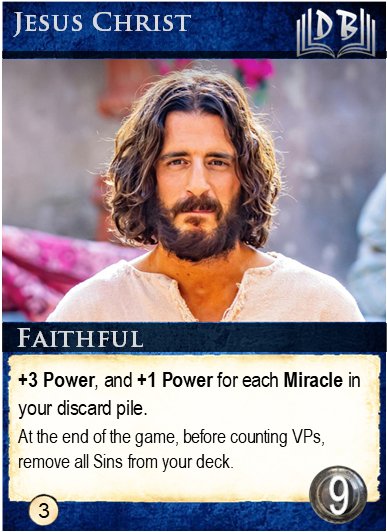 Jesus Christ
DB
Faithful
+3 Power, and +1 Power for each Miracle in
your discard pile.
At the end of the game, before counting VPs,
remove all Sins from your deck.
3
9